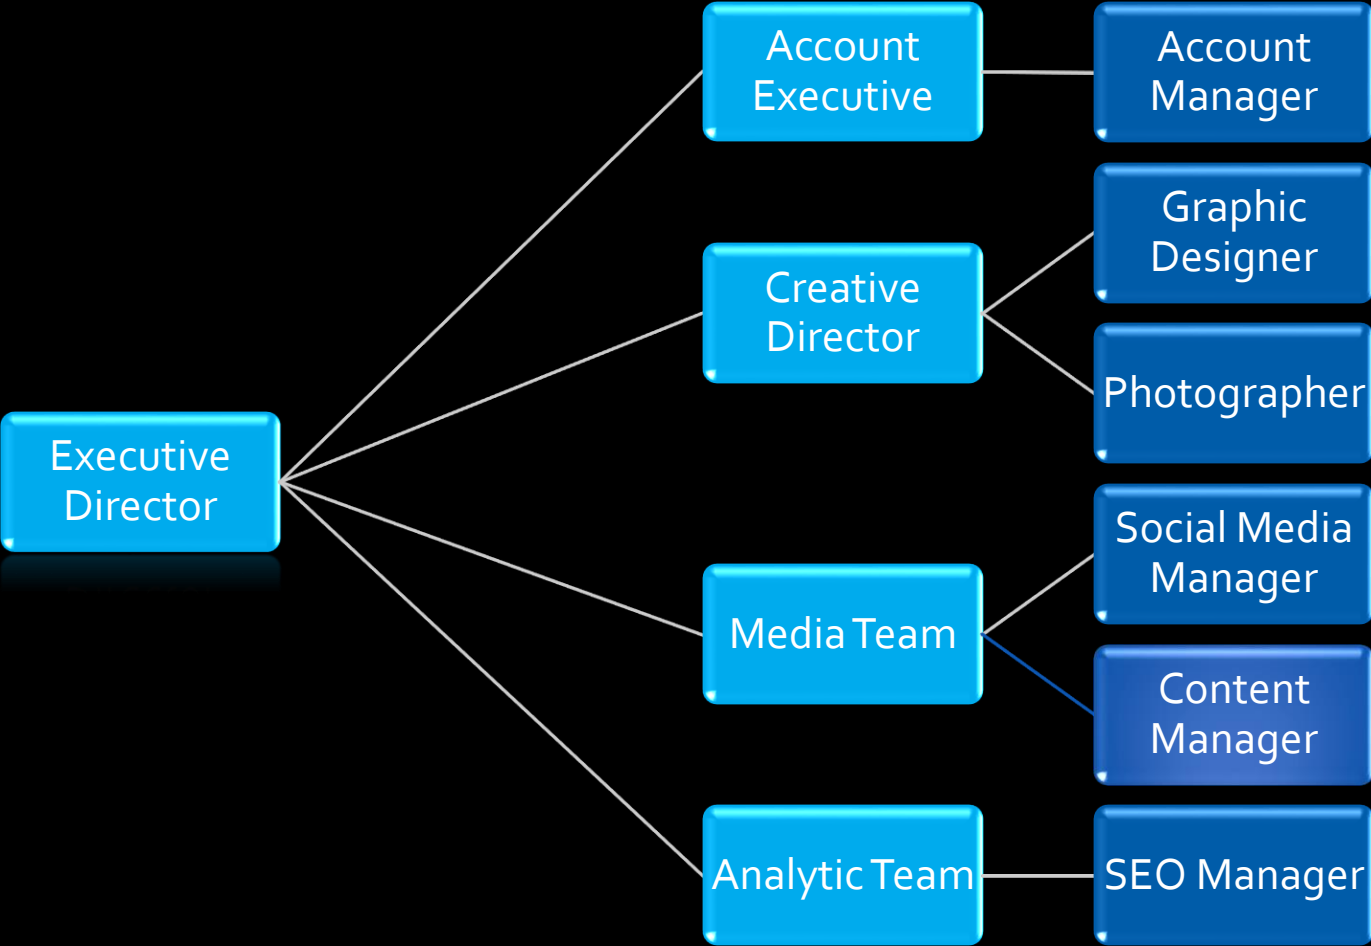 Executive
Director
Account
Executive
Creative
Director
Media Team
Analytic Team
Account
Manager
Graphic
Designer
Photographer
Social Media
Manager
Content
Manager
SEO Manager